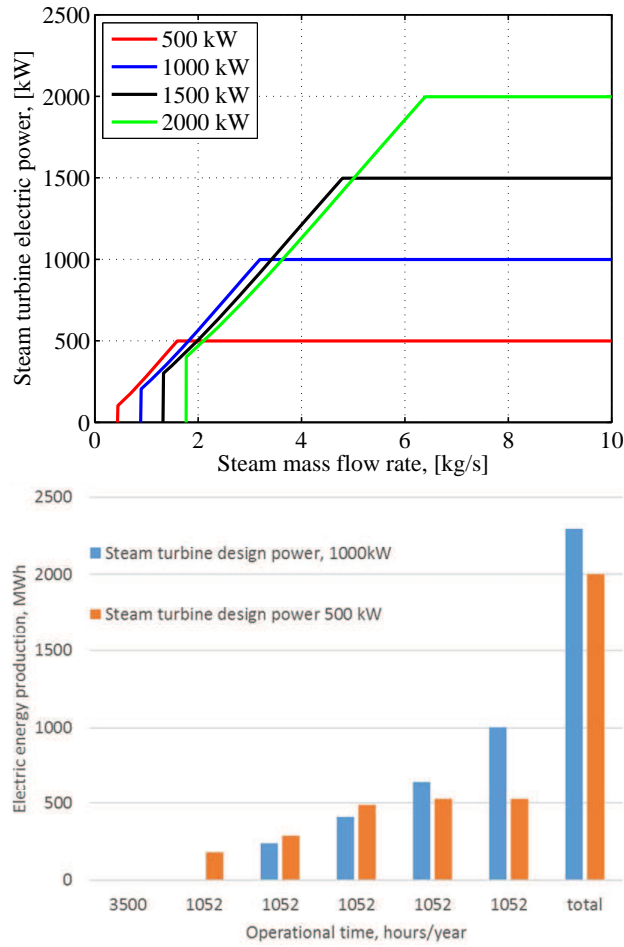 2500
500 kW
1000 kW
1500 kW
2000 kW
2000
1500
1000
500
0
Steam turbine electric power, [kW]
0 2 4 6 8 10
Steam mass flow rate, [kg/s]
2500
2000
1500
1000
500
0
Electric energy production, MWh
Steam turbine design power, 1000kW
Steam turbine design power 500 kW
3500 1052 1052 1052 1052 1052 total
Operational time, hours/year